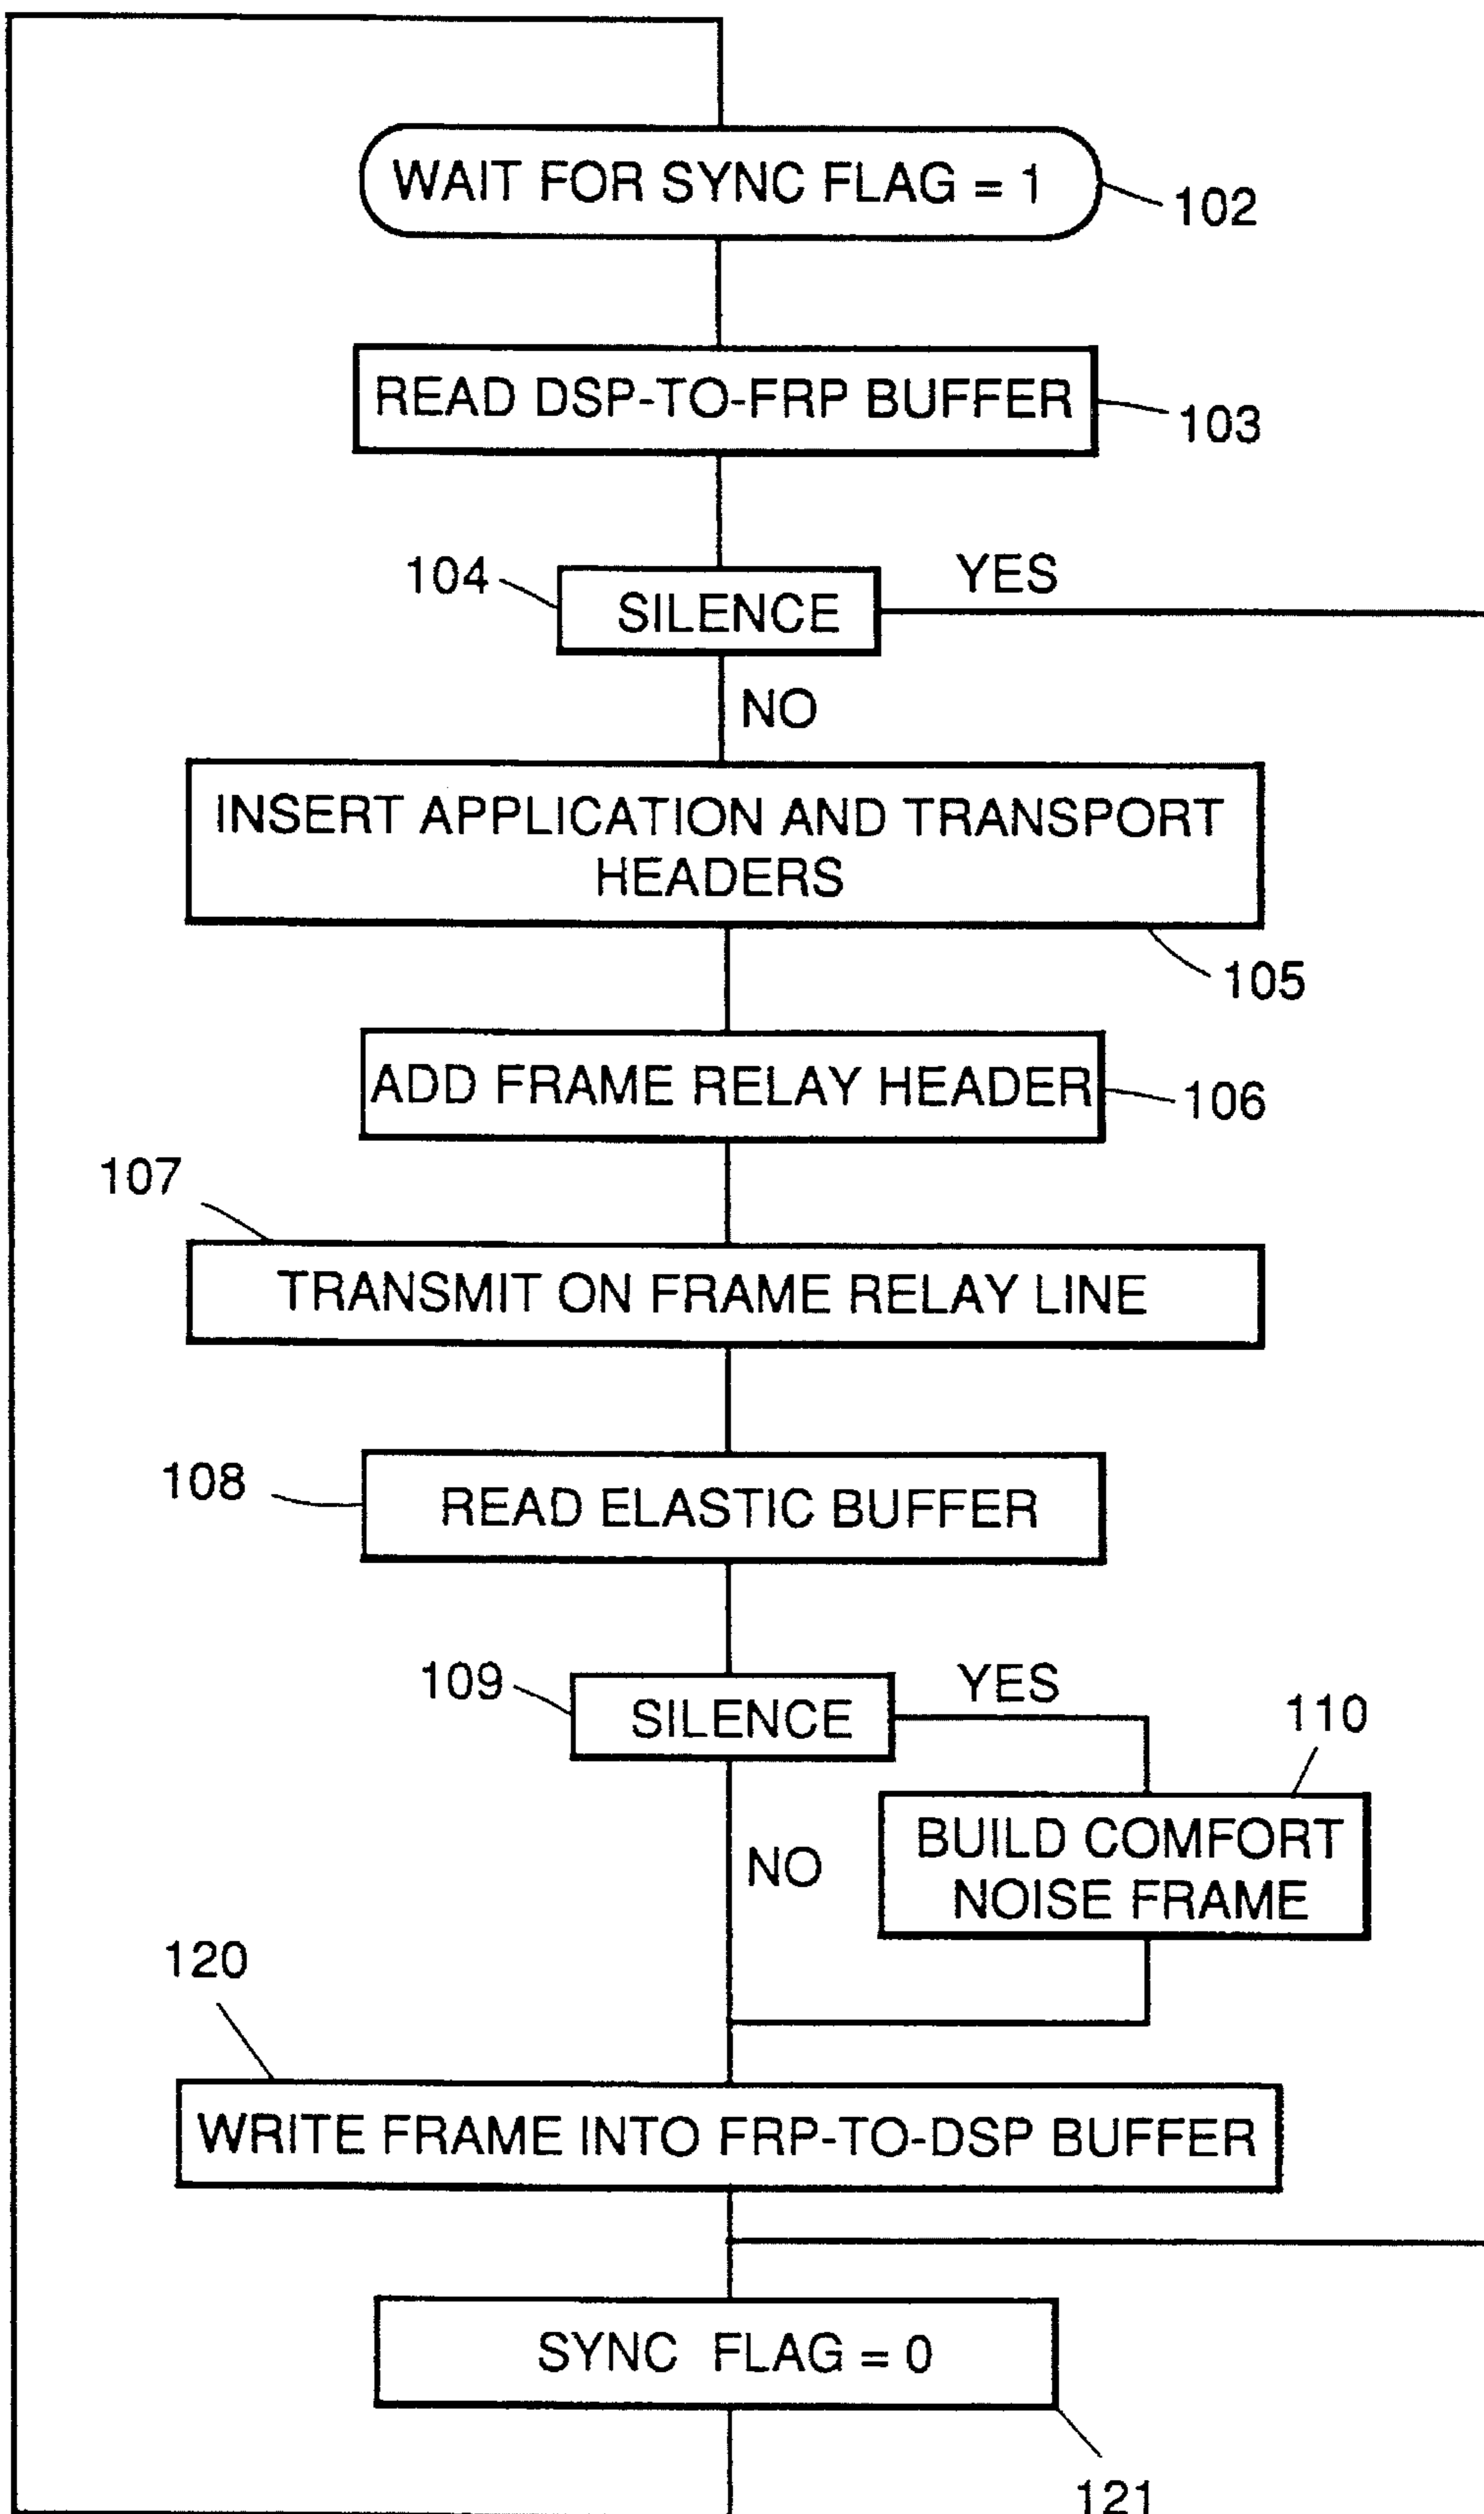 WAIT FOR SYNC FLAG = 1
102
READ DSP-TO-FRP BUFFER
103
104
SILENCE
YES
NO
INSERT APPLICATION AND TRANSPORT
HEADERS
105
ADD FRAME RELAY HEADER
106
107
TRANSMIT ON FRAME RELAY LINE
108
READ ELASTIC BUFFER
109
SILENCE
YES
110
BUILD COMFORT
NOISE FRAME
NO
120
WRITE FRAME INTO FRP-TO-DSP BUFFER
SYNC FLAG = 0
121